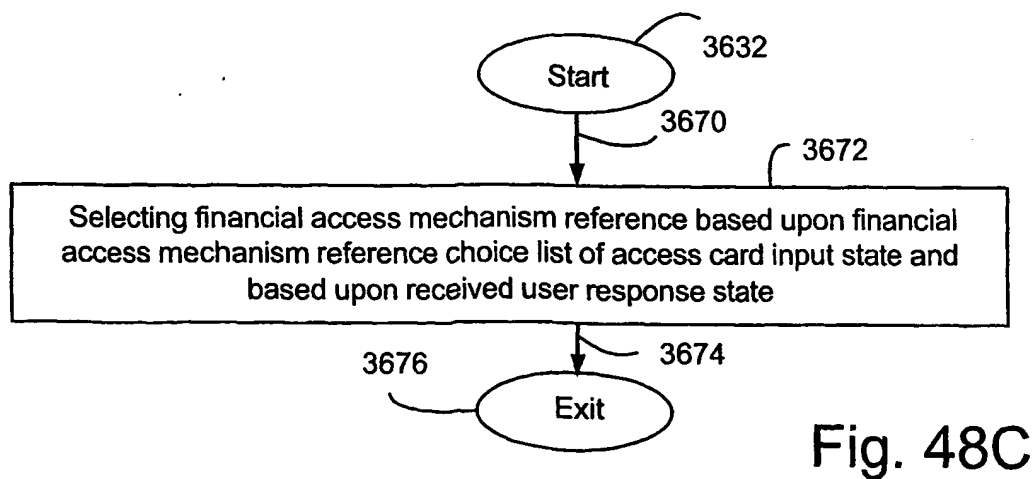 3632
Start
3670
3672
Selecting financial access mechanism reference based upon financial
access mechanism reference choice list of access card input state and
based upon received user response state
3674
3676
Exit
Fig. 48C